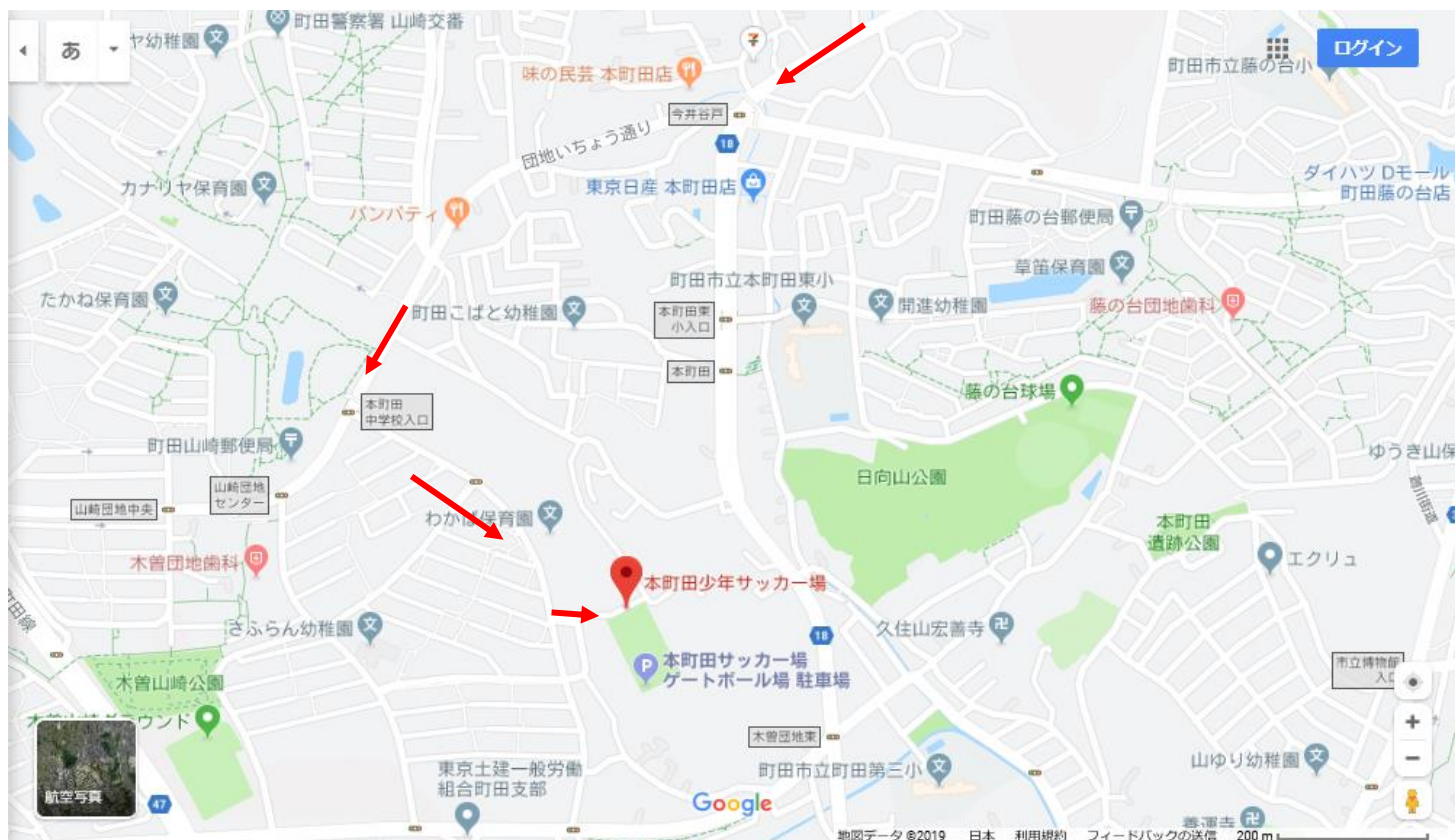 町田警察署 山崎交番
ヤ幼稚園
あ
ログイン
味の民芸 本町田店
町田市立藤の台小
今井谷戸
団地いちょう通り
18
カナリヤ保育園
東京日産 本町田店
ダイハツ Dモール
町田藤の台店
バンパティ
町田藤の台郵便局
草笛保育園
町田市立本町田東小
たかね保育園
町田こばと幼稚園
本町田東
小入口
開進幼稚園
藤の台団地歯科
本町田
藤の台球場
本町田
中学校入口
町田山崎郵便局
ゆうき山保
日向山公園
山崎団地
センター
山崎団地中央
わかば保育園
本町田
遺跡公園
エクリュ
木曽団地歯科
本町田少年サッカー場
町田線
さふらん幼稚園
18
久住山宏善寺
本町田サッカー場
ゲートボール場 駐車場
P
市立博物館
入口
木曽山崎公園
木曽山崎グラウンド
木曽団地東
東京土建一般労働
組合町田支部
町田市立町田第三小
山ゆり幼稚園
航空写真
47
Google
善運寺
地図データ ©2019 日本 利用規約 フィードバックの送信 200 m